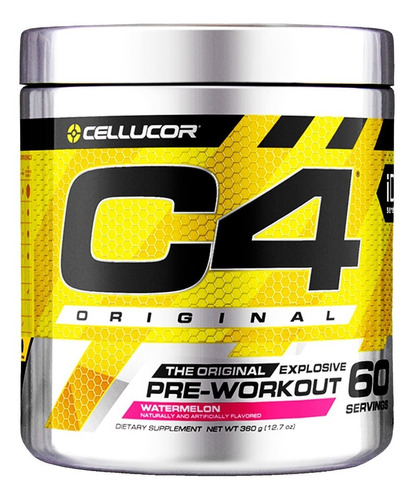 CELLUCOR®
C4
ORIGINAL
THE ORIGINAL EXPLOSIVE
PRE-WORKOUT
60
SERVINGS
WATERMELON
NATURALLY AND ARTIFICIALLY FLAVORED
DIETARY SUPPLEMENT NET WT 360 g (12.7 oz)